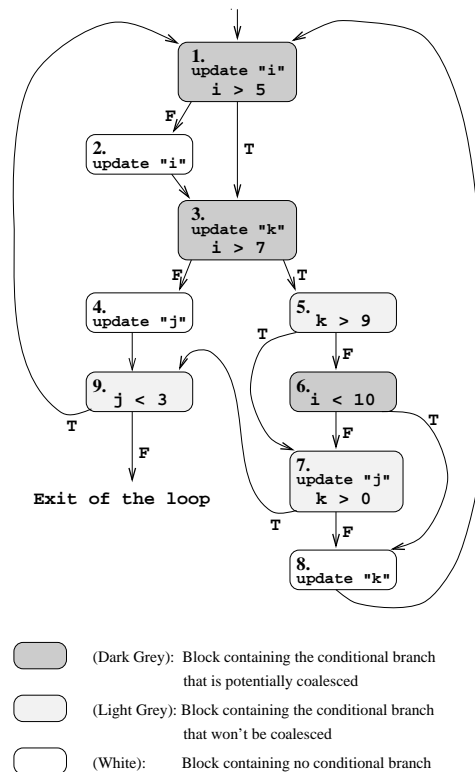 1.
update "i"
i > 5
F
T
2.
update "i"
3.
update "k"
i > 7
F
T
4.
update "j"
5.
k > 9
T
F
9.
j < 3
6.
i < 10
T
T
F
F
7.
update "j"
k > 0
Exit of the loop
T
F
8.
update "k"
(Dark Grey): Block containing the conditional branch
that is potentially coalesced
(Light Grey): Block containing the conditional branch
that won't be coalesced
(White): Block containing no conditional branch